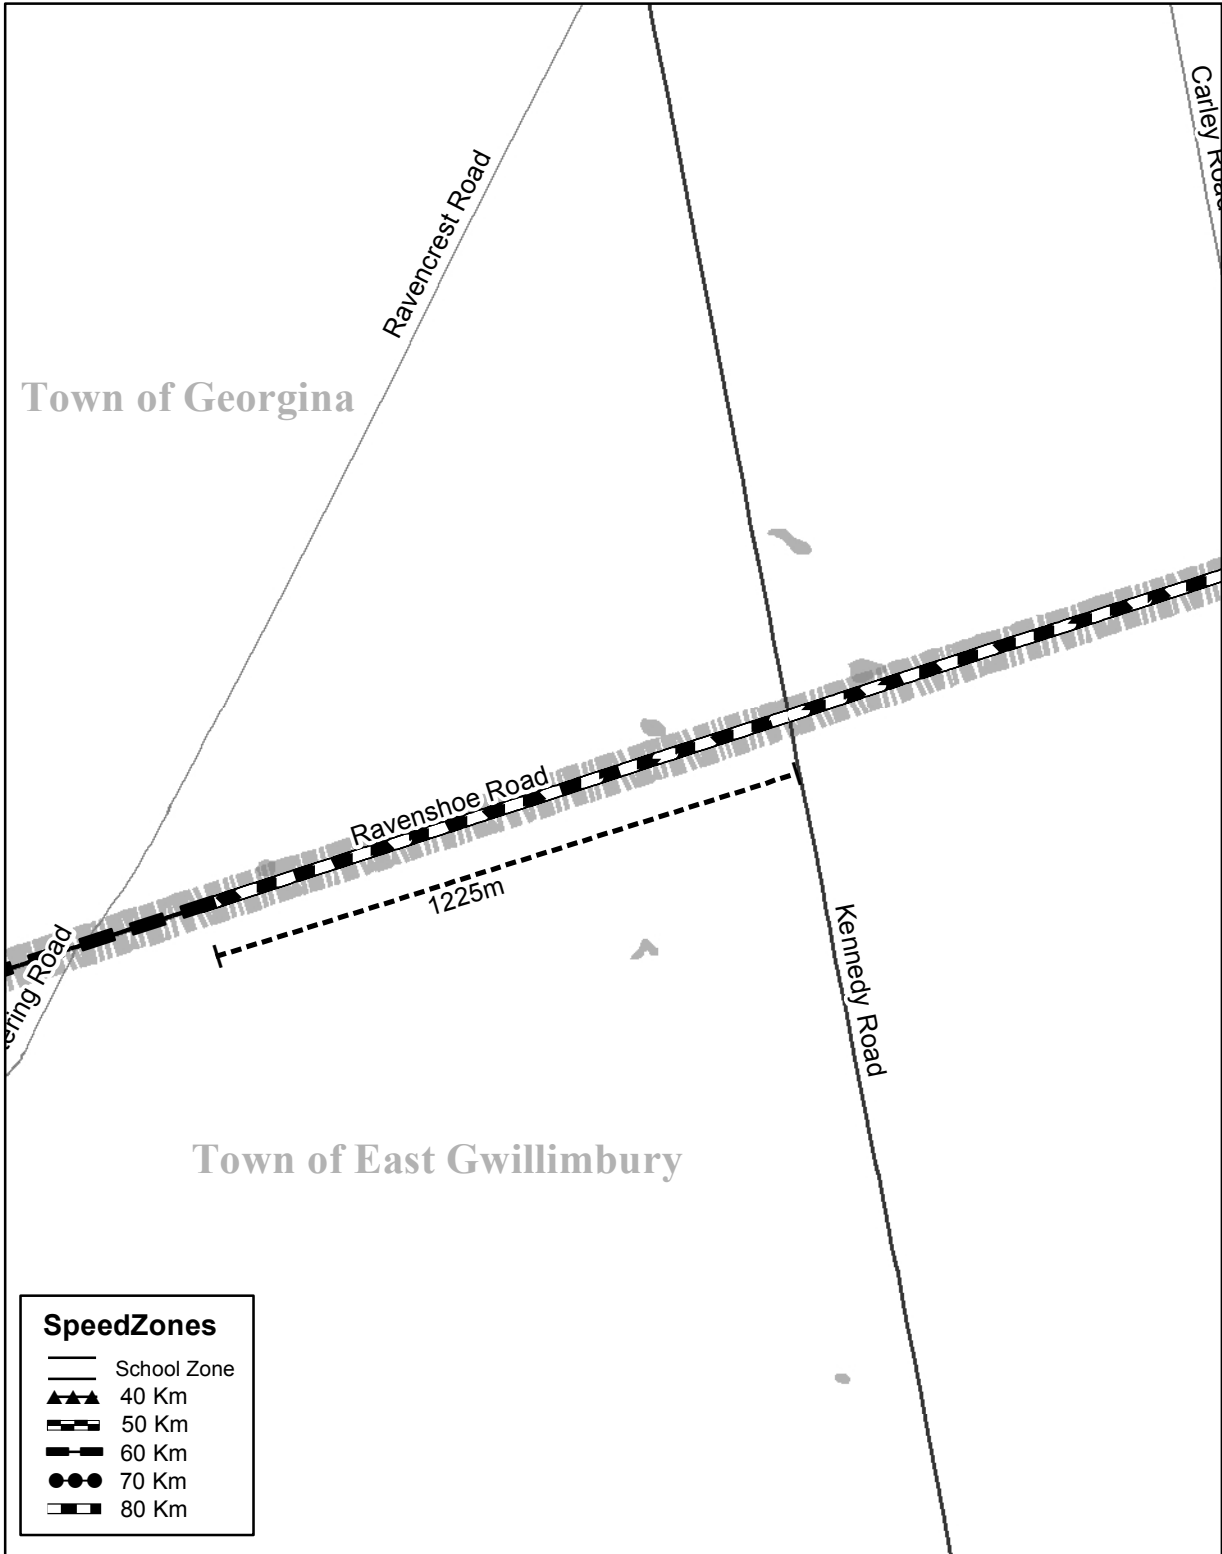 Carley Road
Ravencrest Road
Town of Georgina
Ravenshoe Road
1225m
Kennedy Road
Road
Town of East Gwillimbury
SpeedZones
School Zone
40 Km
50 Km
60 Km
70 Km
80 Km